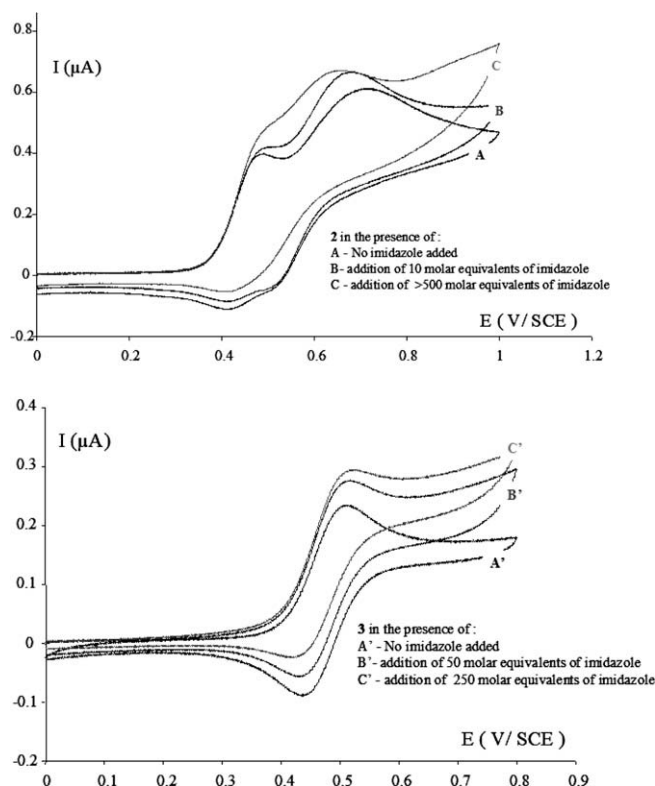 0.8
I (µA)
C
0.6
B
0.4
A
0.2
2 in the presence of :
A - No imidazole added
B- addition of 10 molar equivalents of imidazole
0
C - addition of >500 molar equivalents of imidazole
E ( V/ SCE )
-0.2
0 0.2 0.4 0.6 0.8 1 1.2
0.4
I (µA)
C’
0.3
B’
0.2
A’
0.1
3 in the presence of :
A’ - No imidazole added
B’- addition of 50 molar equivalents of imidazole
0
C’ - addition of 250 molar equivalents of imidazole
-0.1
E ( V/ SCE )
-0.2
0 0.1 0.2 0.3 0.4 0.5 0.6 0.7 0.8 0.9